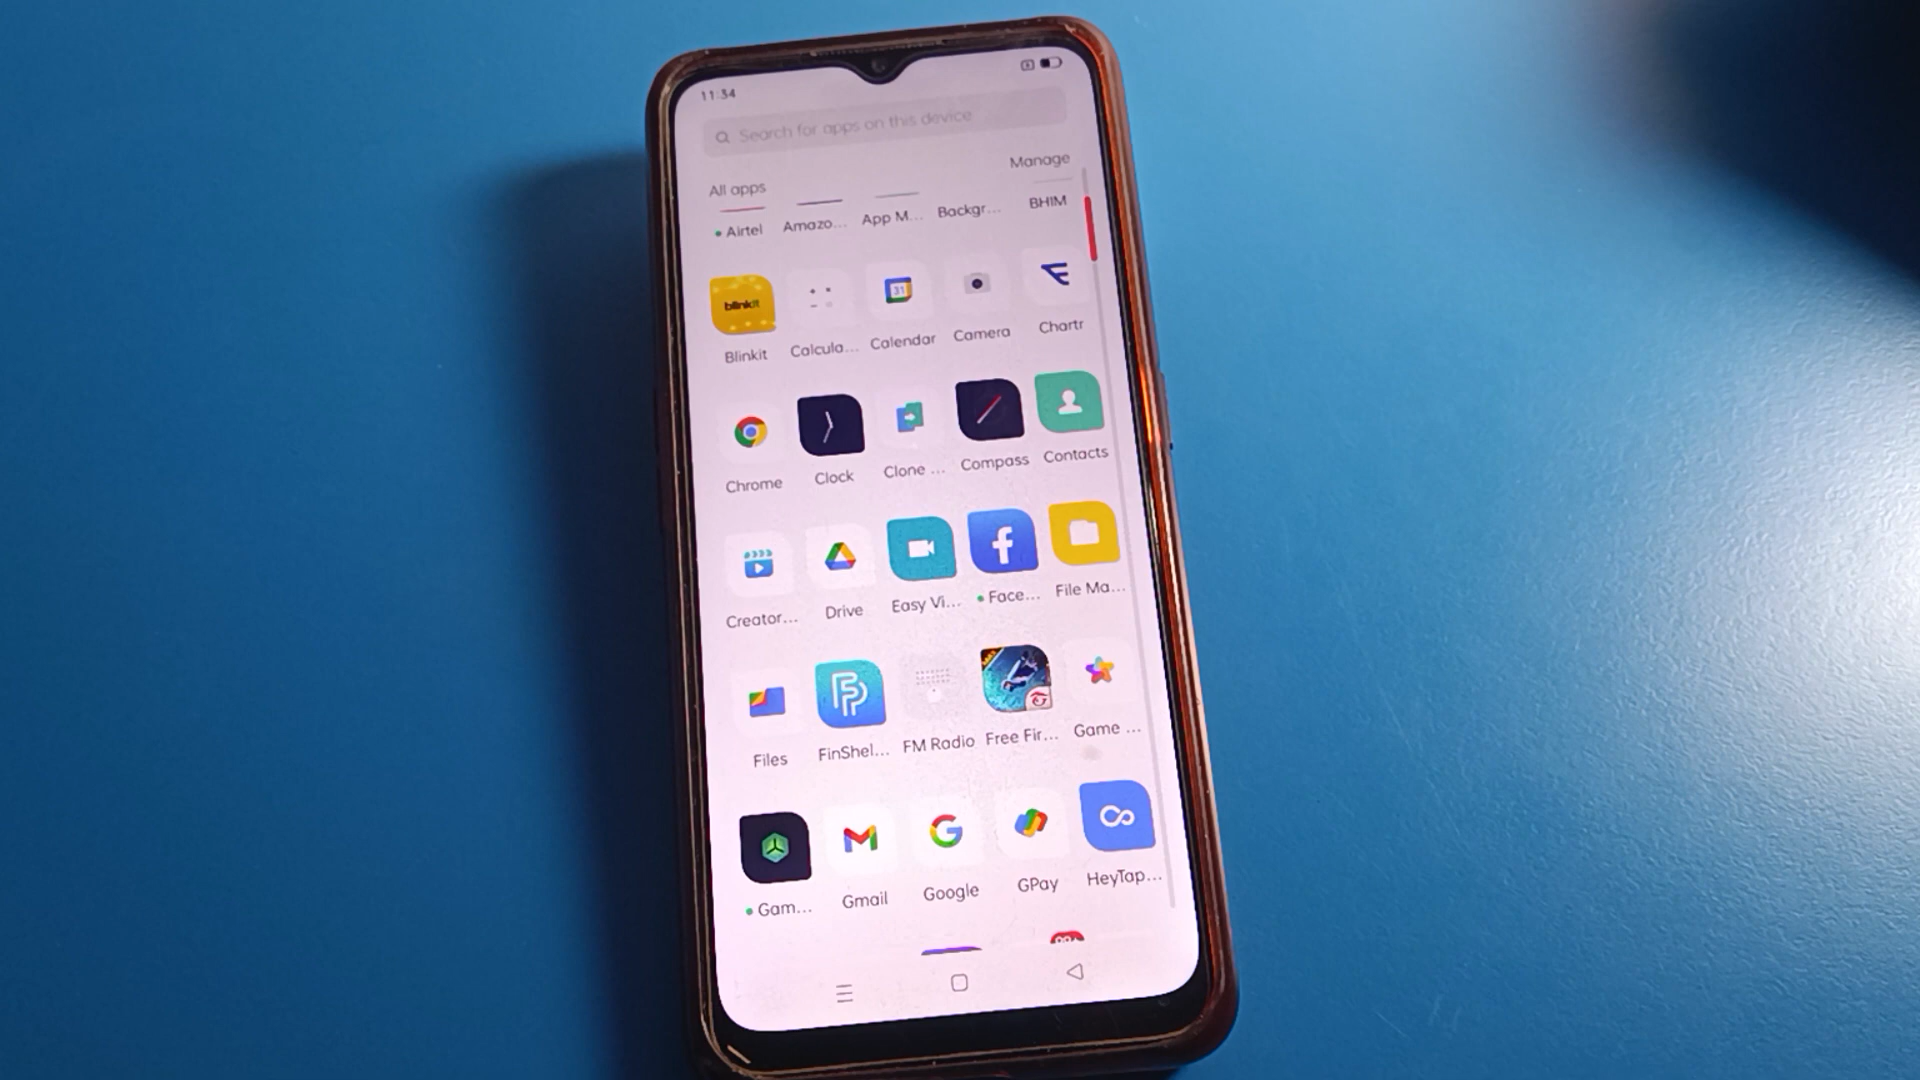 11:34
Search for apps on this device
All apps
Manage
Airtel Amazo... App M... Backgr... BHIM
blinkit
31
Blinkit Calcula... Calendar Camera Chartr
Chrome Clock Clone ... Compass Contacts
Creator... Drive Easy Vi... Face... File Ma...
MAX
Files FinShel... FM Radio Free Fir... Game ...
Gam... Gmail Google GPay HeyTap...